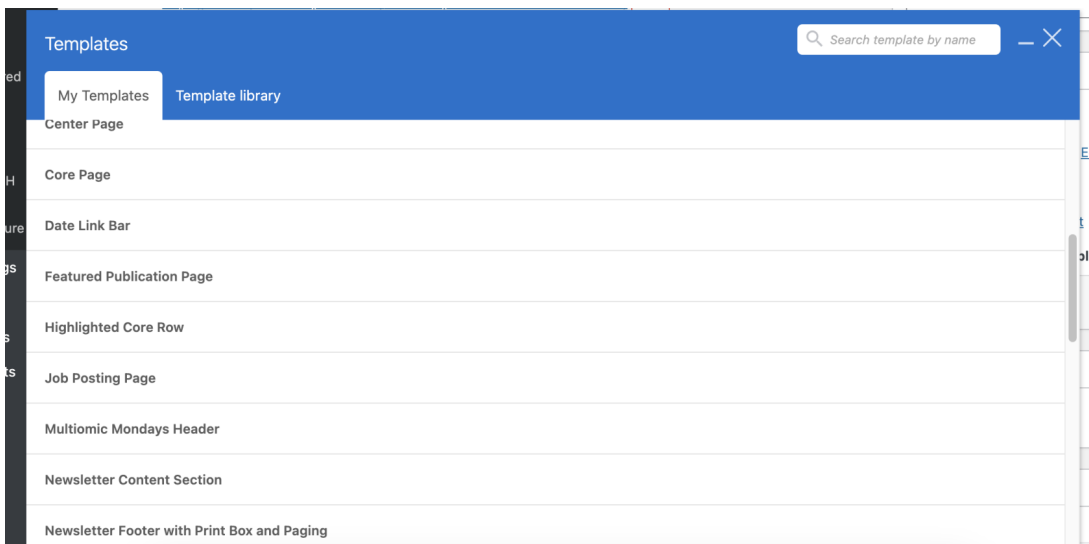 Templates
Search template by name
My Templates
Template library
Center Page
Core Page
Date Link Bar
Featured Publication Page
Highlighted Core Row
Job Posting Page
Multiomic Mondays Header
Newsletter Content Section
Newsletter Footer with Print Box and Paging